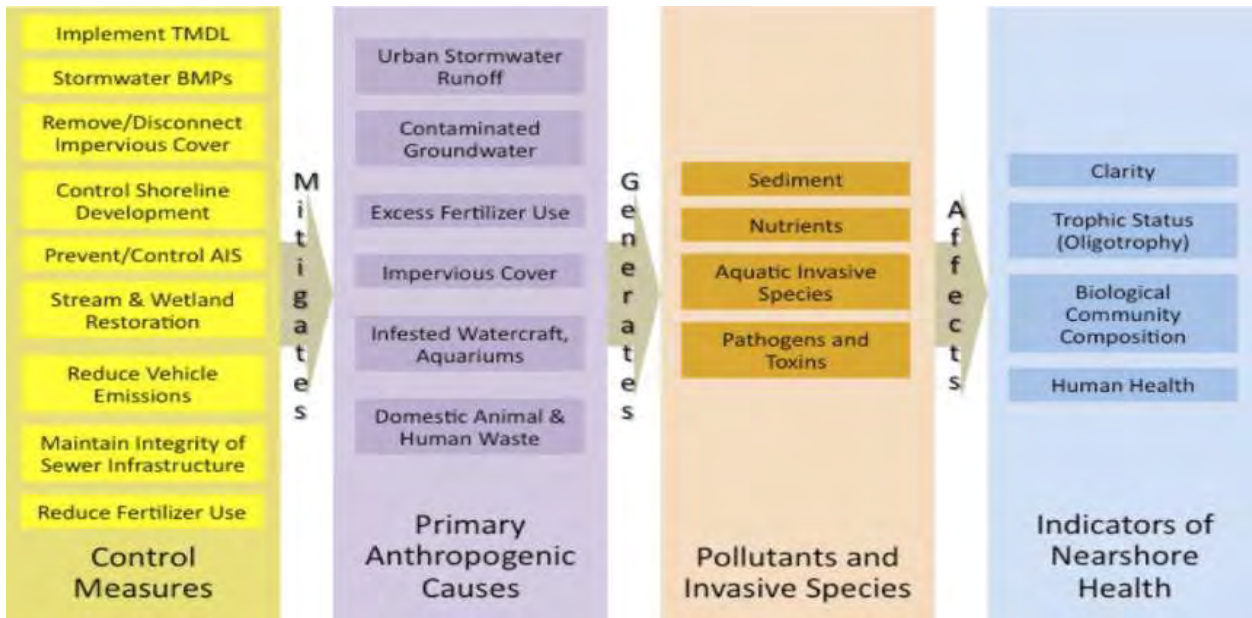 Implement TMDL
Stormwater BMPs
Remove/Disconnect
Impervious Cover
Control Shoreline
Development
Prevent/Control AIS
Stream & Wetland
Restoration
Reduce Vehicle
Emissions
Maintain Integrity of
Sewer Infrastructure
Reduce Fertilizer Use
Control
Measures
Mitigates
Urban Stormwater
Runoff
Contaminated
Groundwater
Excess Fertilizer Use
Impervious Cover
Infested Watercraft,
Aquariums
Domestic Animal &
Human Waste
Primary
Anthropogenic
Causes
Generates
Sediment
Nutrients
Aquatic Invasive
Species
Pathogens and
Toxins
Pollutants and
Invasive Species
Affects
Clarity
Trophic Status
(Oligotrophy)
Biological
Community
Composition
Human Health
Indicators of
Nearshore
Health